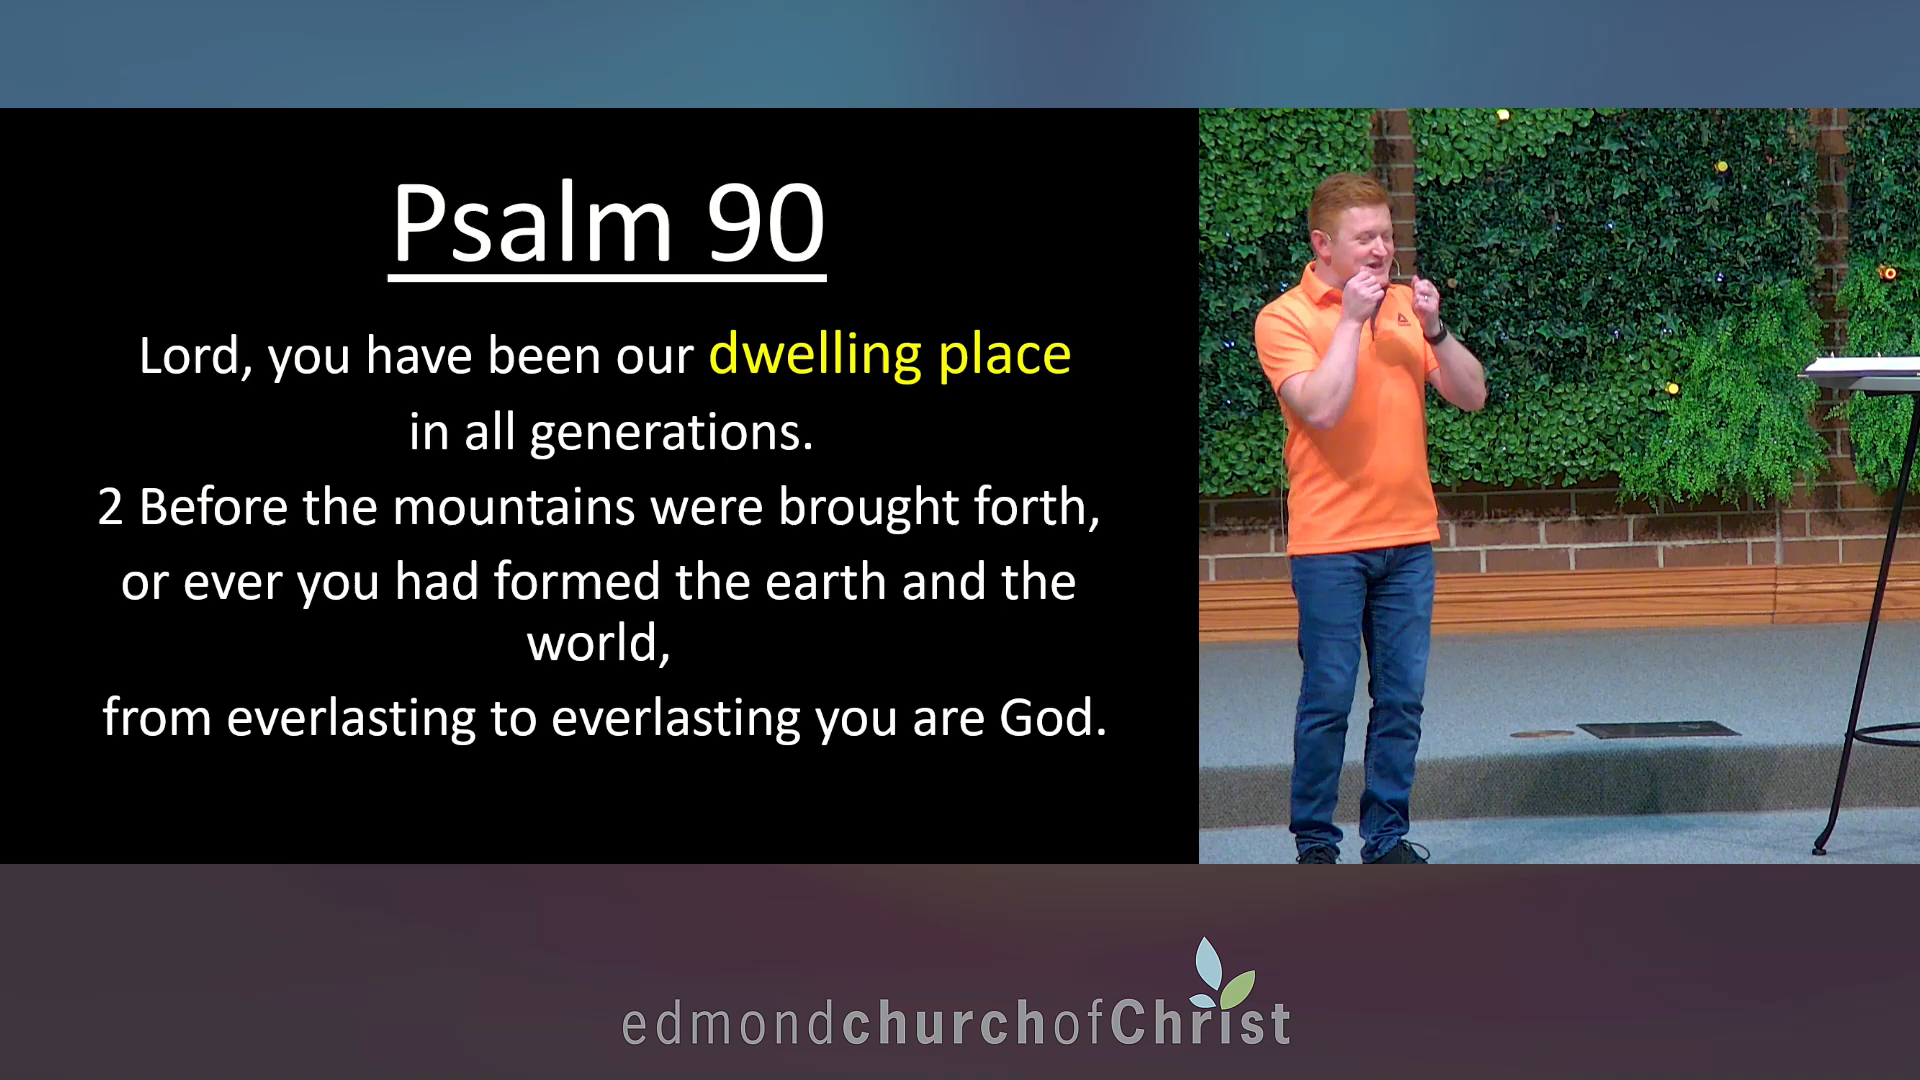 Psalm 90
Lord, you have been our dwelling place
in all generations.
2 Before the mountains were brought forth,
or ever you had formed the earth and the
world,
from everlasting to everlasting you are God.
edmondchurchofChrist